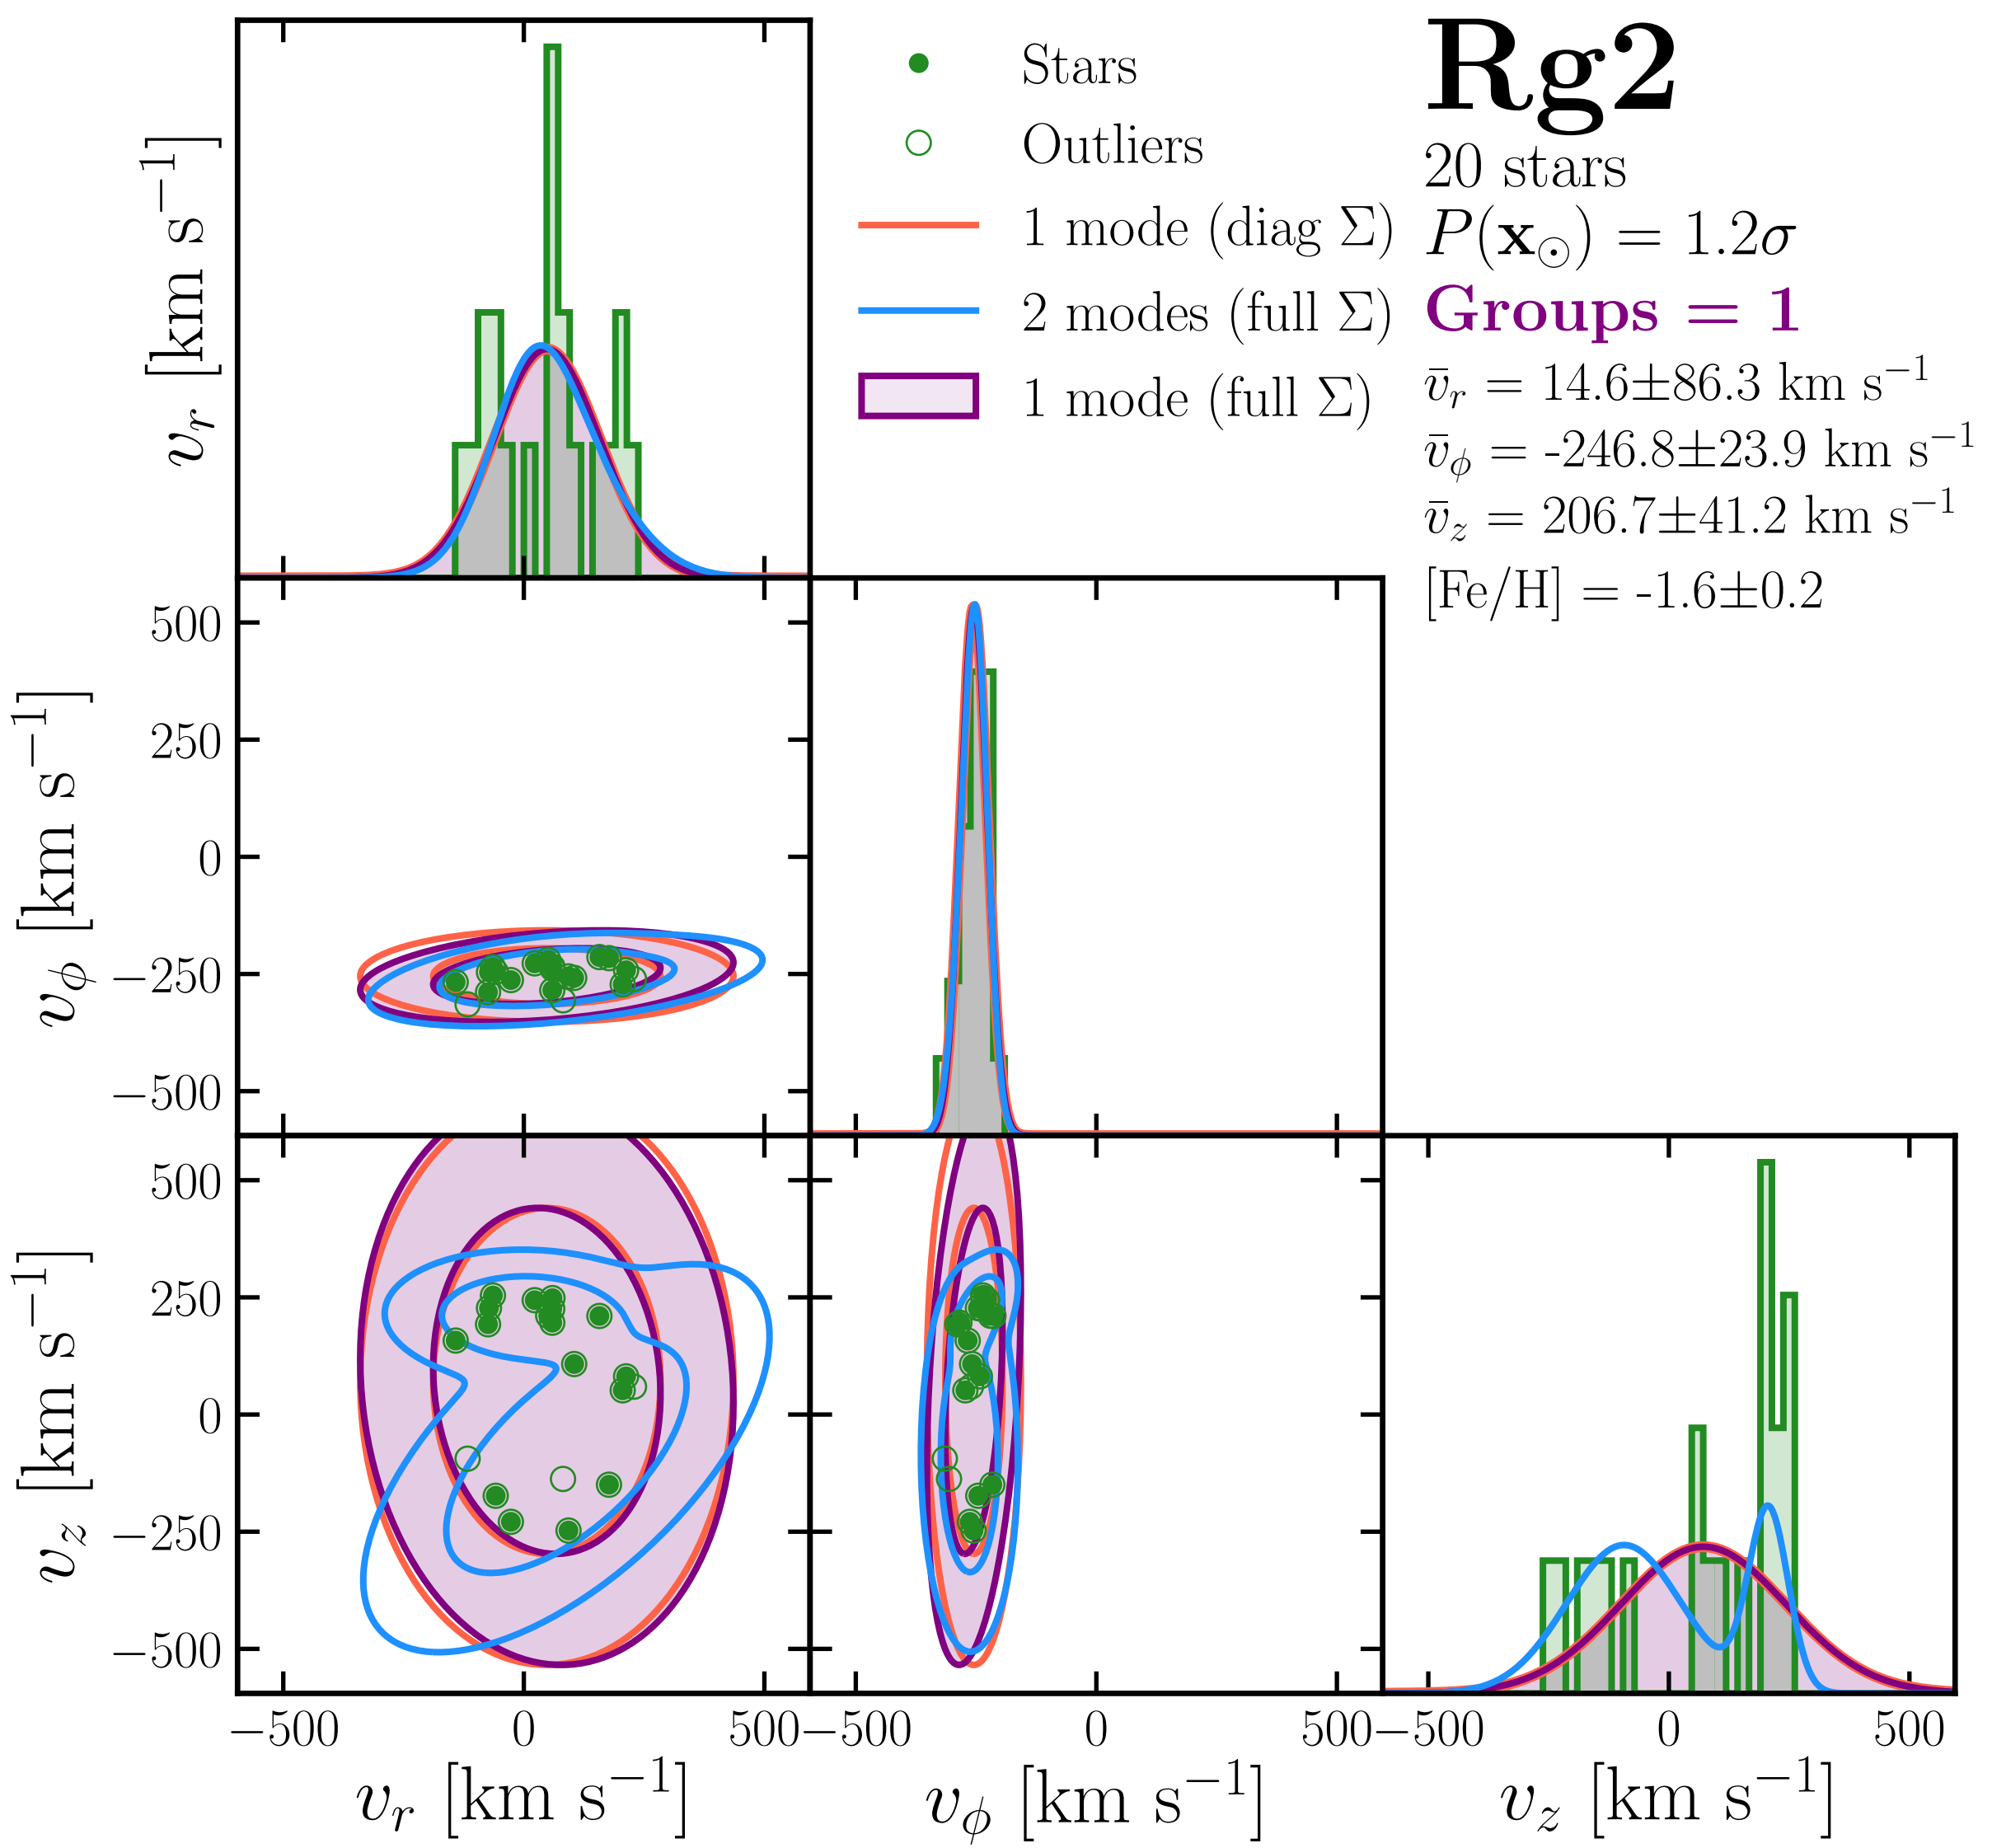 Stars
Outliers
1 mode (diag Σ)
2 modes (full Σ)
1 mode (full Σ)
Rg2
20 stars
P(x⊙) = 1.2σ
Groups = 1
v̄r = 14.6±86.3 km s⁻¹
v̄ϕ = -246.8±23.9 km s⁻¹
v̄z = 206.7±41.2 km s⁻¹
[Fe/H] = -1.6±0.2
vr [km s⁻¹]
500
250
0
−250
−500
vϕ [km s⁻¹]
500
250
0
−250
−500
vz [km s⁻¹]
−500 0 500
−500 0 500
−500 0 500
vr [km s⁻¹]
vϕ [km s⁻¹]
vz [km s⁻¹]